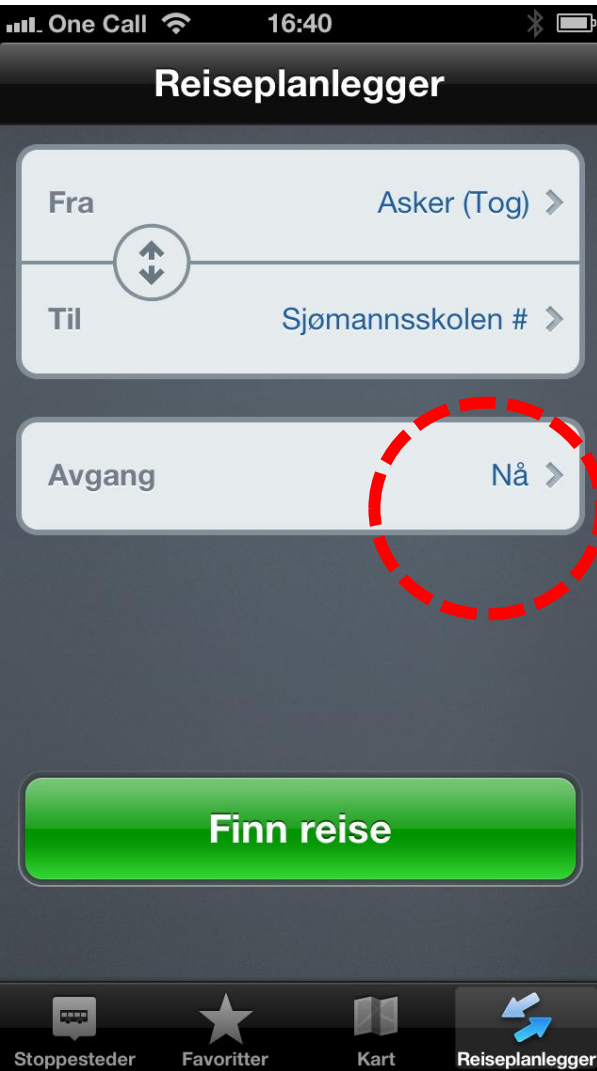 One Call 16:40
Reiseplanlegger
Fra Asker (Tog)
Til Sjømannsskolen #
Avgang Nå
Finn reise
Stoppesteder Favoritter Kart Reiseplanlegger